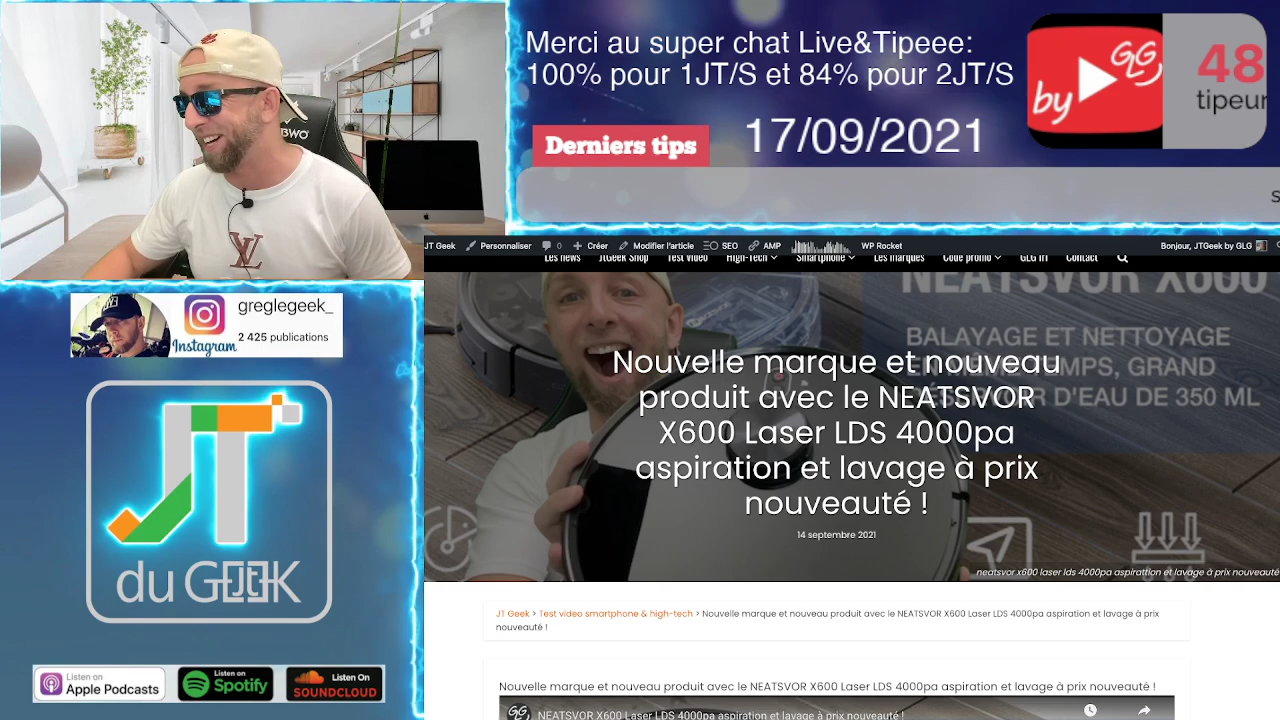 Merci au super chat Live&Tipeee:
100% pour 1JT/S et 84% pour 2JT/S
by
GLG
48
tipeur
Derniers tips
17/09/2021
s
BWO
LV
JT Geek Personnaliser 0 Créer Modifier l'article SEO AMP WP Rocket Bonjour, JTGeek by GLG
Les news JTGeek Shop Test vidéo High-Tech Smartphone Les marques Code promo GLG ITI Contact
NEATSVOR X600
BALAYAGE ET NETTOYAGE
D'EAU DE 350 ML
Nouvelle marque et nouveau
produit avec le NEATSVOR
X600 Laser LDS 4000pa
aspiration et lavage à prix
nouveauté !
14 septembre 2021
neatsvor x600 laser lds 4000pa aspirattion et lavage à prix nouveauté
greglegeek_
2 425 publications
Instagram
JT
du GEEK
Listen on
Apple Podcasts
Listen on
Spotify
Listen On
SOUNDCLOUD
JT Geek > Test video smartphone & high-tech > Nouvelle marque et nouveau produit avec le NEATSVOR X600 Laser LDS 4000pa aspiration et lavage à prix
nouveauté !
Nouvelle marque et nouveau produit avec le NEATSVOR X600 Laser LDS 4000pa aspiration et lavage à prix nouveauté !
GLG NEATSVOR X600 Laser LDS 4000pa aspiration et lavage à prix nouveauté !